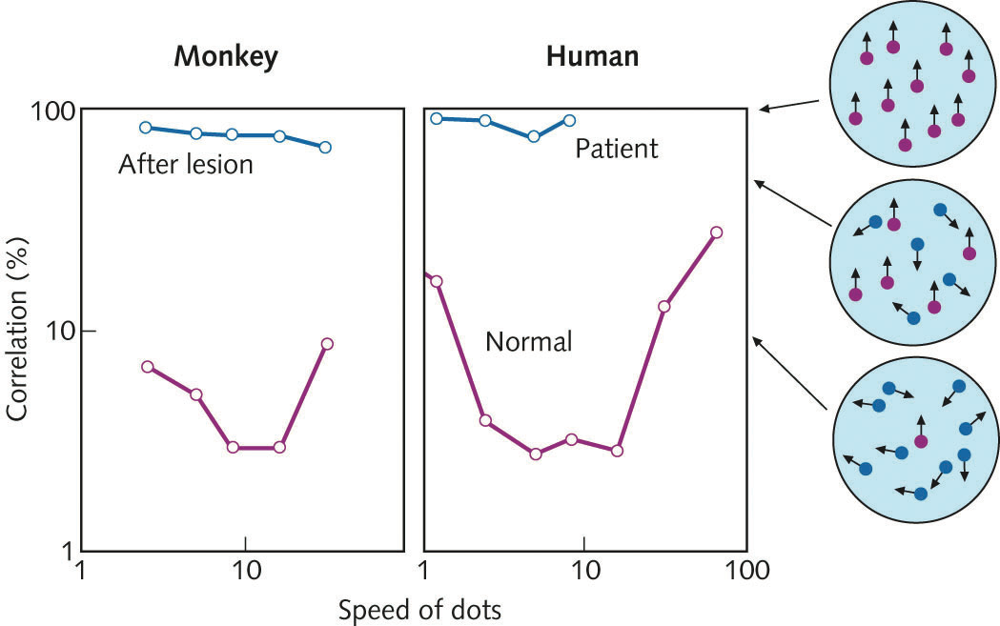 Monkey
Human
100
10
1
Correlation (%)
After lesion
Patient
Normal
1
10
1
10
100
Speed of dots